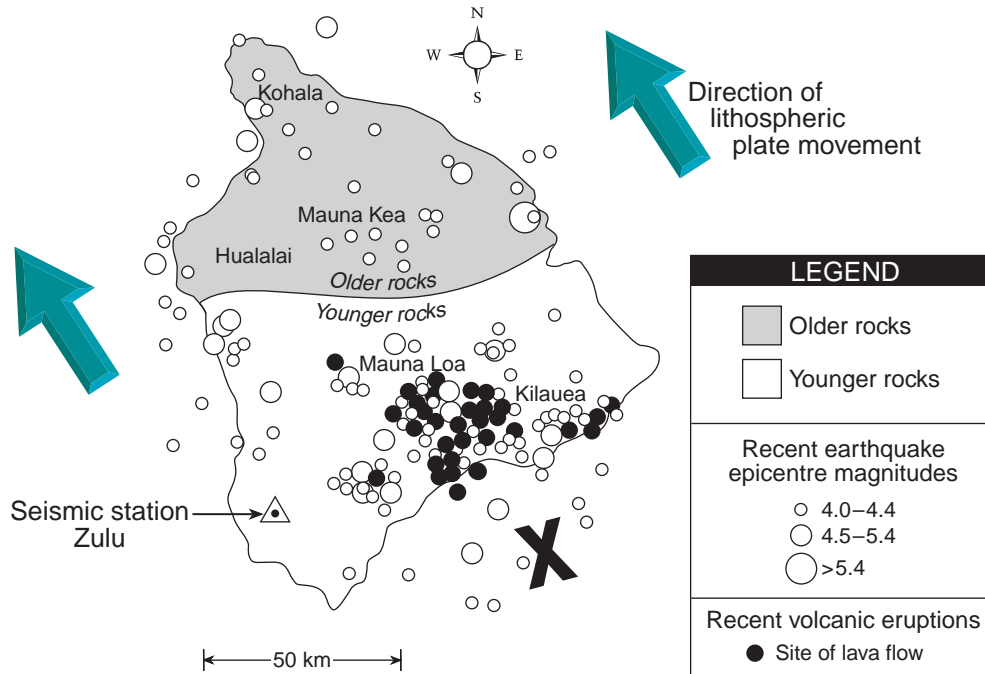 N
W E
S
Direction of
lithospheric
plate movement
Kohala
Mauna Kea
Hualalai
Older rocks
Younger rocks
Mauna Loa
Kilauea
Seismic station
Zulu
X
50 km
LEGEND
Older rocks
Younger rocks
Recent earthquake
epicentre magnitudes
4.0–4.4
4.5–5.4
>5.4
Recent volcanic eruptions
Site of lava flow